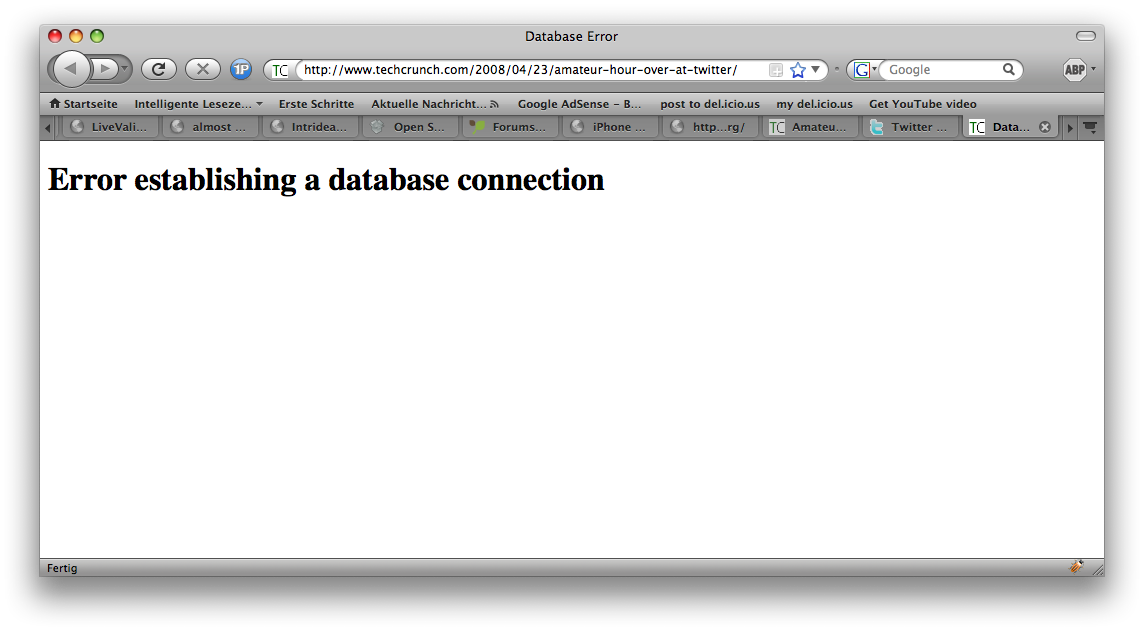 Database Error
1P TC http://www.techcrunch.com/2008/04/23/amateur-hour-over-at-twitter/ G Google ABP
Startseite Intelligente Leseze... Erste Schritte Aktuelle Nachricht... Google AdSense – B... post to del.icio.us my del.icio.us Get YouTube video
LiveVali... almost ... Intridea... Open S... Forums... iPhone ... http...rg/ TC Amateu... Twitter ... TC Data...
Error establishing a database connection
Fertig